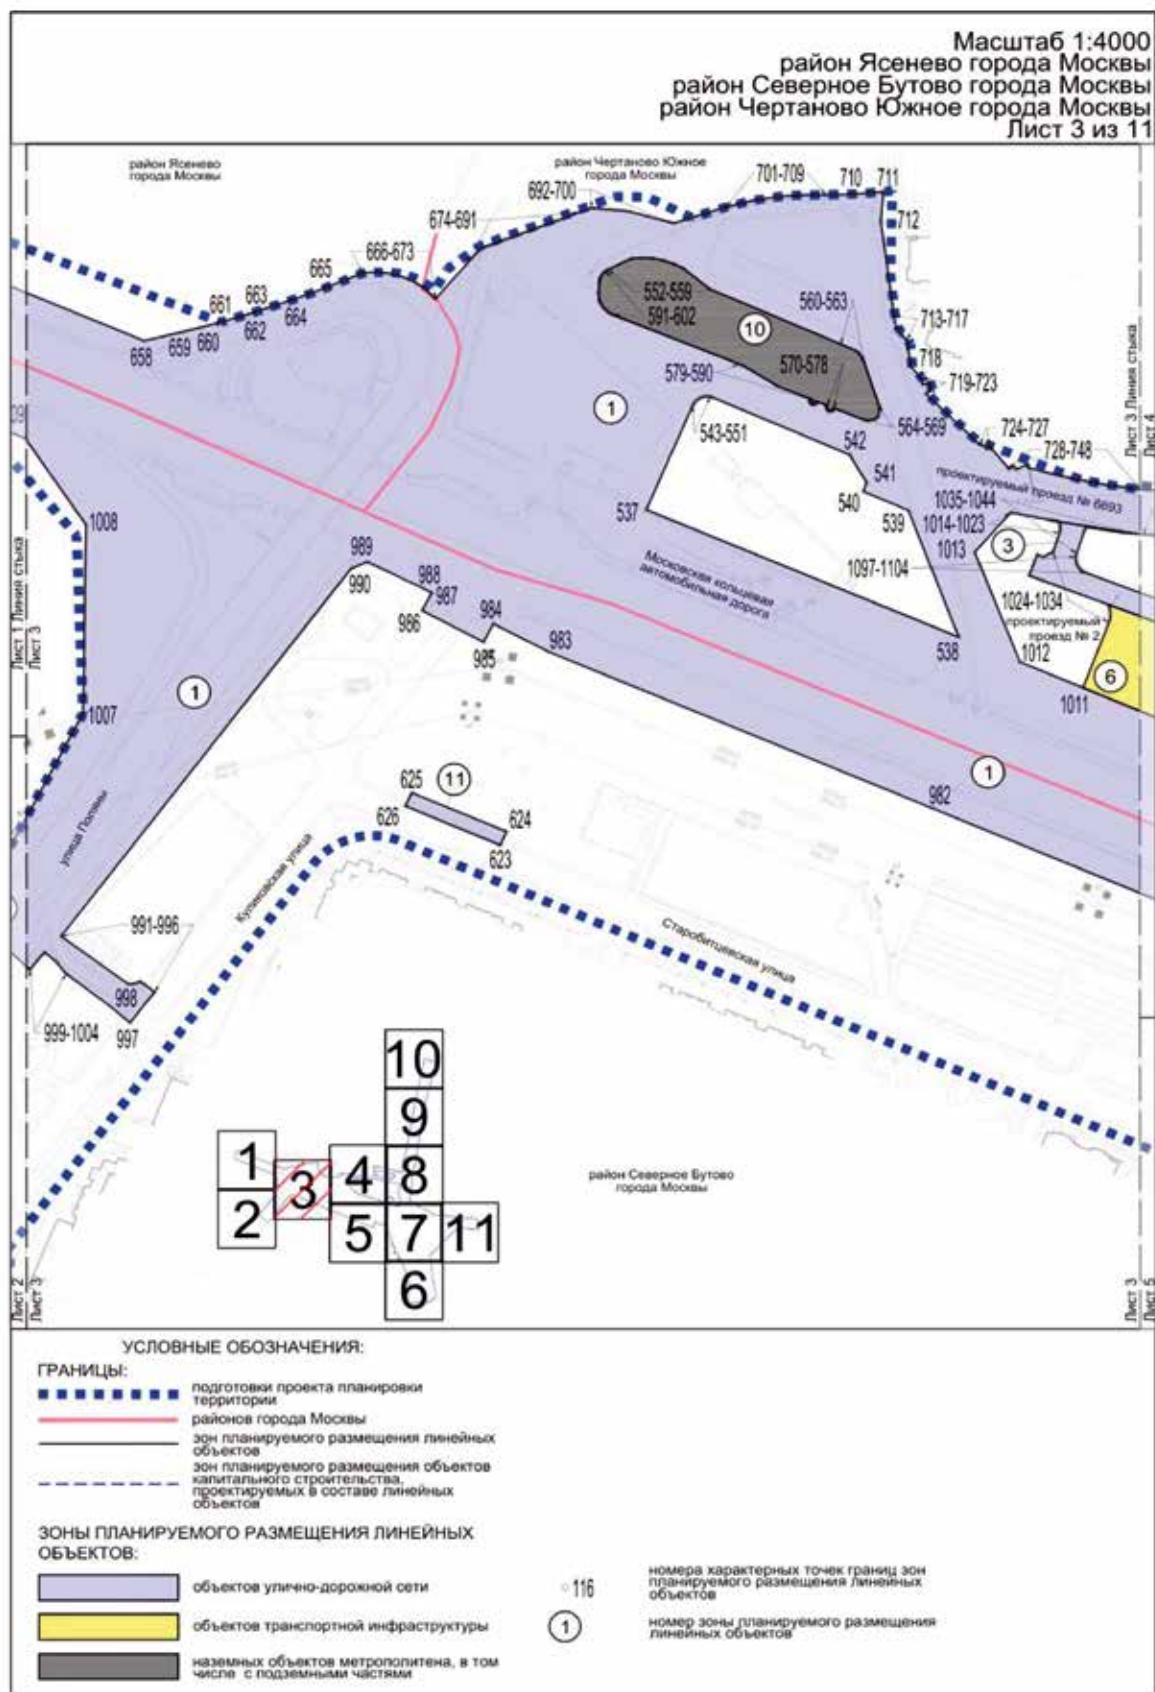 Масштаб 1:4000
район Ясенево города Москвы
район Северное Бутово города Москвы
район Чертаново Южное города Москвы
Лист 3 из 11
район Ясенево
города Москвы
район Чертаново Южное
города Москвы
692-700
701-709
710
711
712
674-691
666-673
665
664
663
662
661
660
659
658
552-559
591-602
560-563
10
570-578
579-590
713-717
718
719-723
564-569
724-727
728-748
1
543-551
542
541
540
539
537
538
Лист 3 Линия стыка
Лист 4
проектируемый проезд № 6693
1035-1044
1014-1023
1013
3
1097-1104
1024-1034
проектируемый
проезд № 2
1012
6
1011
Московская кольцевая
автомобильная дорога
1008
989
990
988
987
986
984
985
983
Лист 1 Линия стыка
Лист 3
1
1007
1
982
625
11
624
626
623
улица Поляны
Куликовская улица
Старобитцевская улица
991-996
998
997
999-1004
10
9
1
3
4
8
2
5
7
11
6
район Северное Бутово
города Москвы
Лист 2
Лист 3
Лист 3
Лист 5
УСЛОВНЫЕ ОБОЗНАЧЕНИЯ:
ГРАНИЦЫ:
подготовки проекта планировки
территории
районов города Москвы
зон планируемого размещения линейных
объектов
зон планируемого размещения объектов
капитального строительства,
проектируемых в составе линейных
объектов
ЗОНЫ ПЛАНИРУЕМОГО РАЗМЕЩЕНИЯ ЛИНЕЙНЫХ
ОБЪЕКТОВ:
объектов улично-дорожной сети
объектов транспортной инфраструктуры
наземных объектов метрополитена, в том
числе с подземными частями
116
номера характерных точек границ зон
планируемого размещения линейных
объектов
1
номер зоны планируемого размещения
линейных объектов